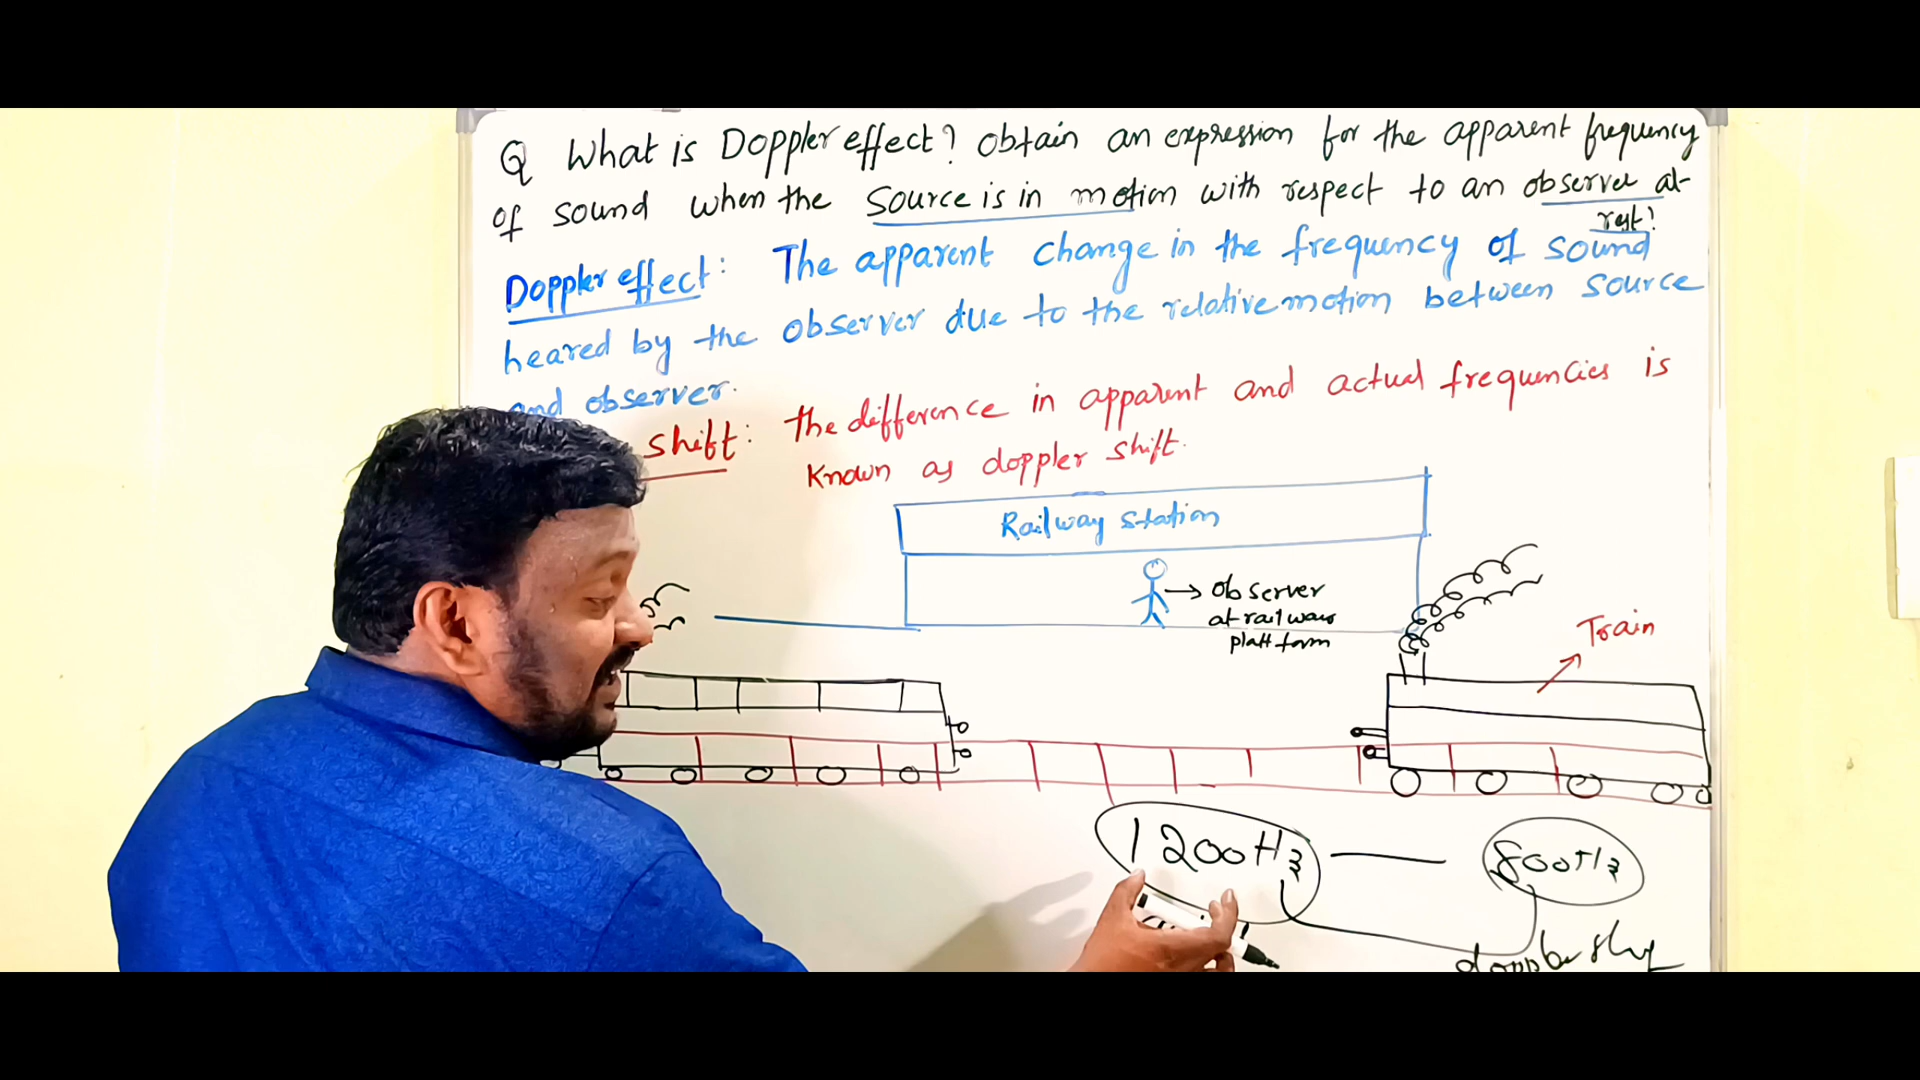 Q What is Doppler effect? Obtain an expression for the apparent frequency
of sound when the Source is in motion with respect to an observer at
rest?
Doppler effect: The apparent change in the frequency of sound
heared by the observer due to the relative motion between source
and observer.
shift: the difference in apparent and actual frequencies is
known as doppler shift.
Railway station
observer
at railway
platform
Train
1200Hz — 800Hz
doppler